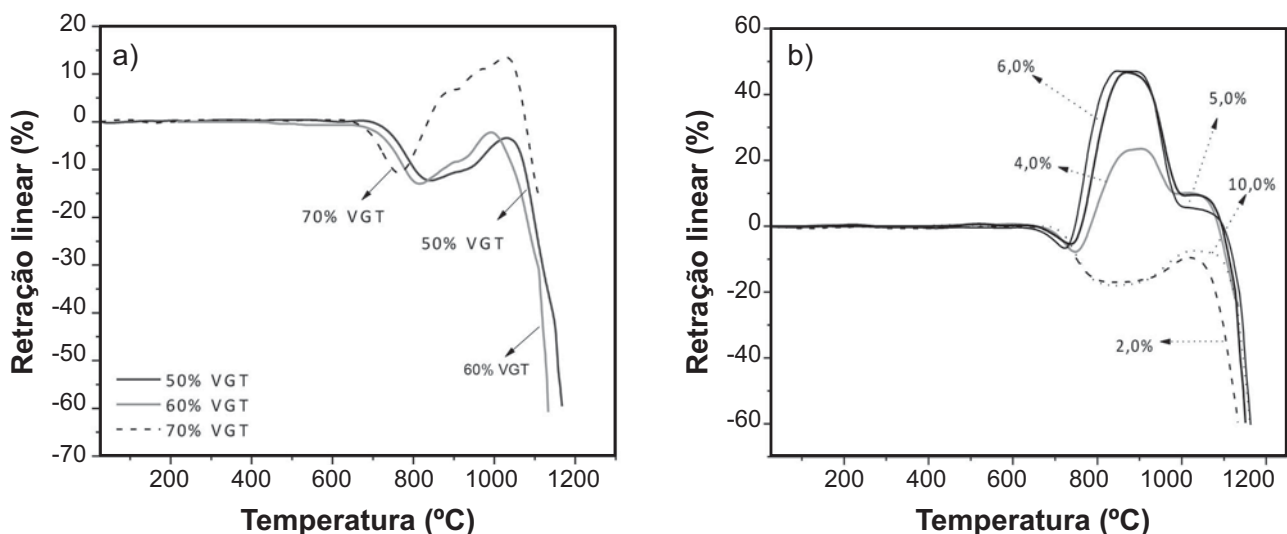 a)
Retração linear (%)
20
10
0
-10
-20
-30
-40
-50
-60
-70
70% VGT
50% VGT
60% VGT
50% VGT
60% VGT
70% VGT
200 400 600 800 1000 1200
Temperatura (ºC)
b)
Retração linear (%)
60
40
20
0
-20
-40
-60
6,0%
5,0%
4,0%
10,0%
2,0%
200 400 600 800 1000 1200
Temperatura (ºC)